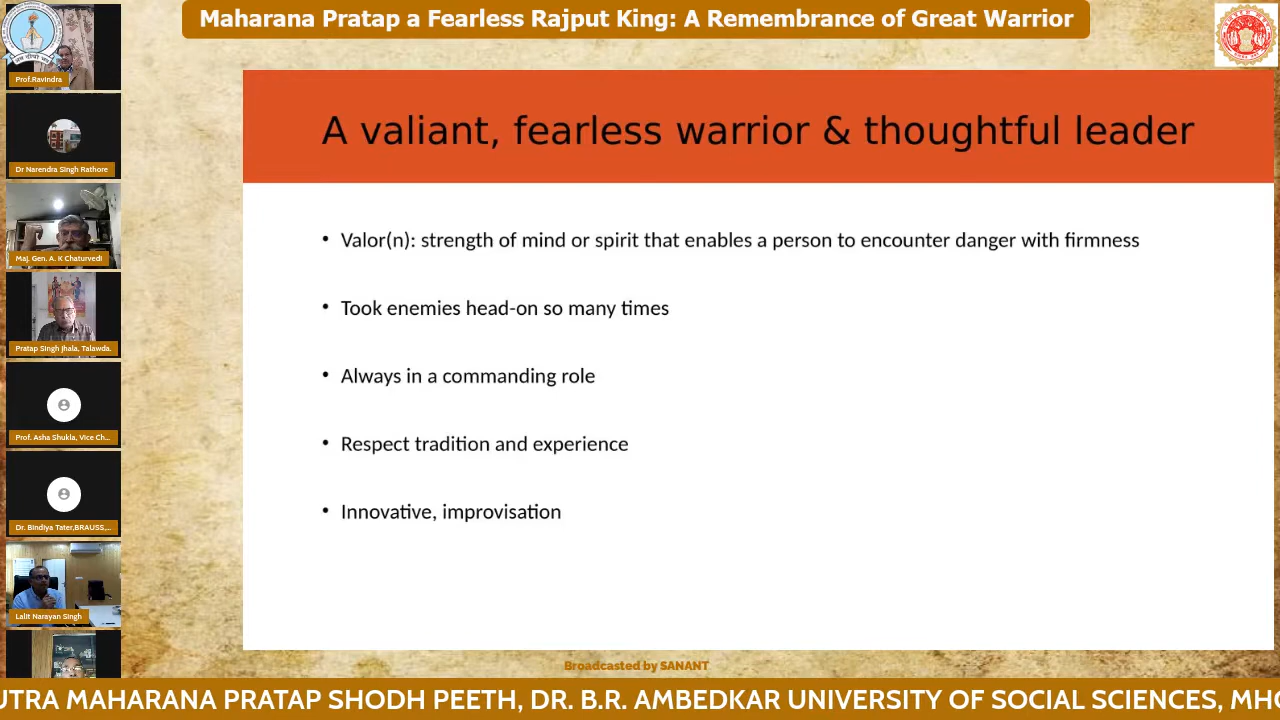 Maharana Pratap a Fearless Rajput King: A Remembrance of Great Warrior
Prof.Ravindra
Dr Narendra Singh Rathore
Maj. Gen. A. K Chaturvedi
Pratap Singh Jhala, Talawda.
Prof. Asha Shukla, Vice Ch...
Dr. Bindiya Tater,BRAUSS,...
Lalit Narayan Singh
A valiant, fearless warrior & thoughtful leader
• Valor(n): strength of mind or spirit that enables a person to encounter danger with firmness
• Took enemies head-on so many times
• Always in a commanding role
• Respect tradition and experience
• Innovative, improvisation
Broadcasted by SANANT
UTRA MAHARANA PRATAP SHODH PEETH, DR. B.R. AMBEDKAR UNIVERSITY OF SOCIAL SCIENCES, MHO